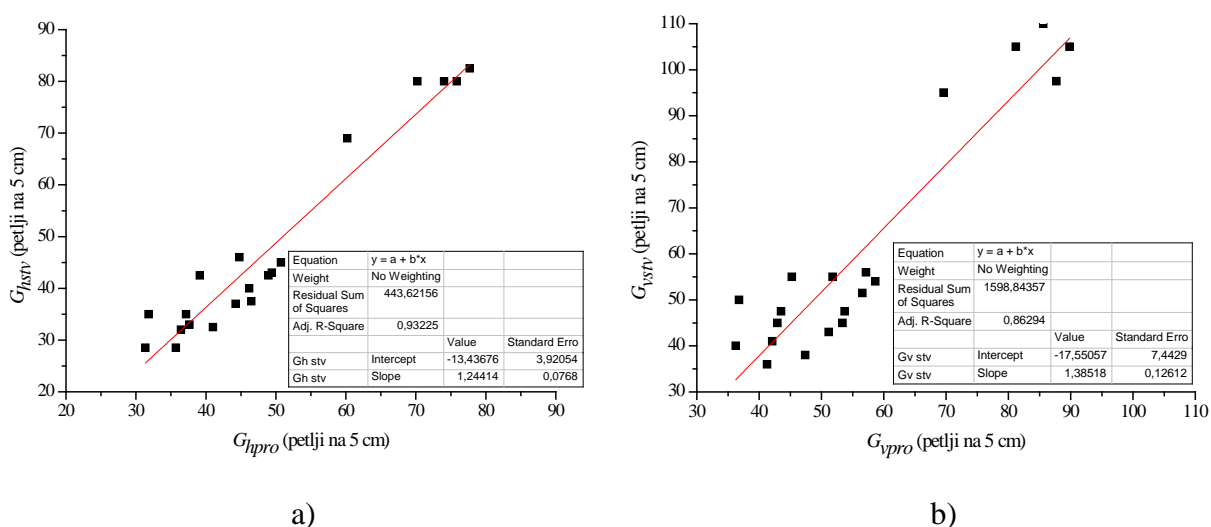 90
80
70
60
50
40
30
20
20 30 40 50 60 70 80 90
G_hstv (petlji na 5 cm)
G_hpro (petlji na 5 cm)
Equation y = a + b*x
Weight No Weighting
Residual Sum of Squares 443,62156
Adj. R-Square 0,93225
Value Standard Erro
Gh stv Intercept -13,43676 3,92054
Gh stv Slope 1,24414 0,0768
a)
110
100
90
80
70
60
50
40
30
30 40 50 60 70 80 90 100 110
G_vstv (petlji na 5 cm)
G_vpro (petlji na 5 cm)
Equation y = a + b*x
Weight No Weighting
Residual Sum of Squares 1598,84357
Adj. R-Square 0,86294
Value Standard Erro
Gv stv Intercept -17,55057 7,4429
Gv stv Slope 1,38518 0,12612
b)